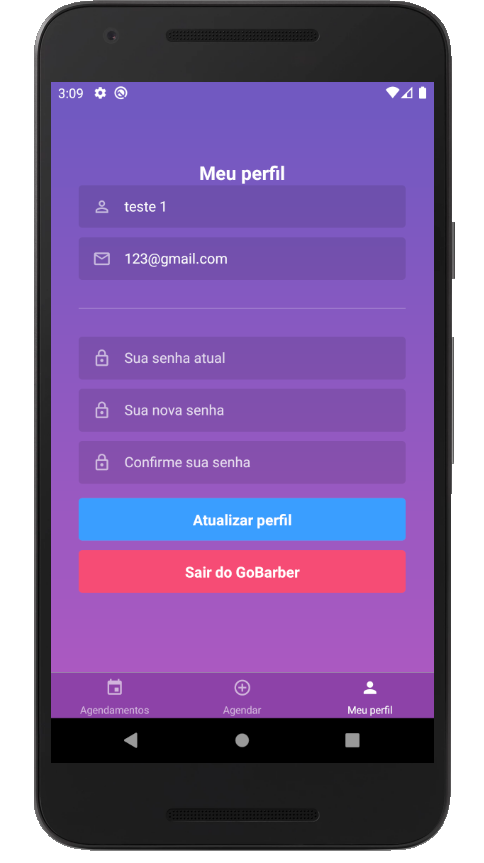 3:09
Meu perfil
teste 1
123@gmail.com
Sua senha atual
Sua nova senha
Confirme sua senha
Atualizar perfil
Sair do GoBarber
Agendamentos
Agendar
Meu perfil